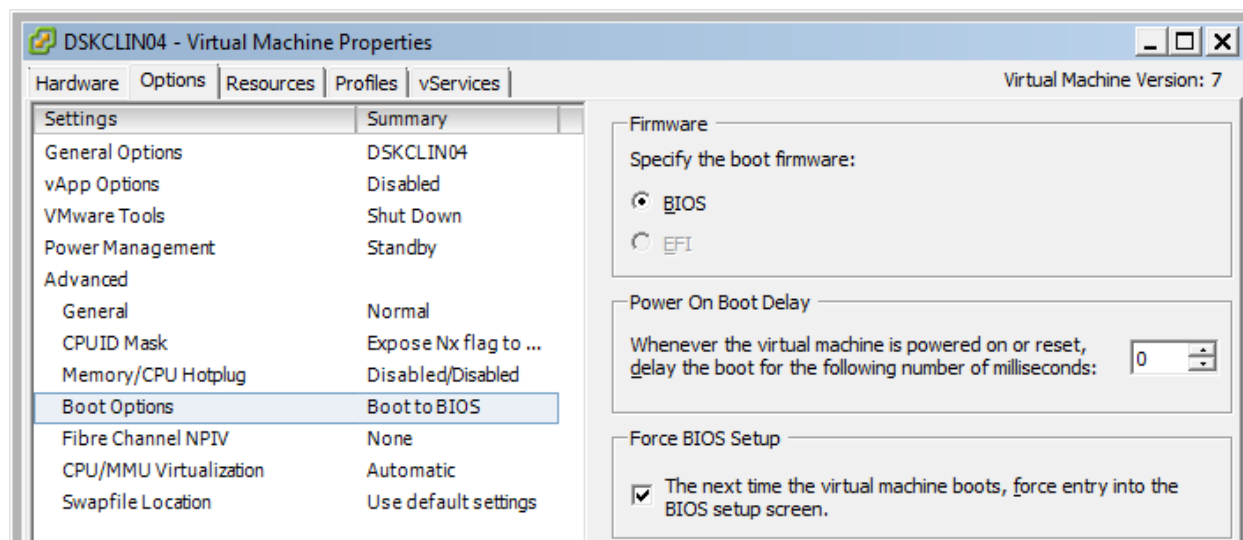 DSKCLIN04 - Virtual Machine Properties
Hardware Options Resources Profiles vServices Virtual Machine Version: 7
Settings Summary
General Options DSKCLIN04
vApp Options Disabled
VMware Tools Shut Down
Power Management Standby
Advanced
General Normal
CPUID Mask Expose Nx flag to ...
Memory/CPU Hotplug Disabled/Disabled
Boot Options Boot to BIOS
Fibre Channel NPIV None
CPU/MMU Virtualization Automatic
Swapfile Location Use default settings
Firmware
Specify the boot firmware:
BIOS
EFI
Power On Boot Delay
Whenever the virtual machine is powered on or reset,
delay the boot for the following number of milliseconds: 0
Force BIOS Setup
The next time the virtual machine boots, force entry into the
BIOS setup screen.